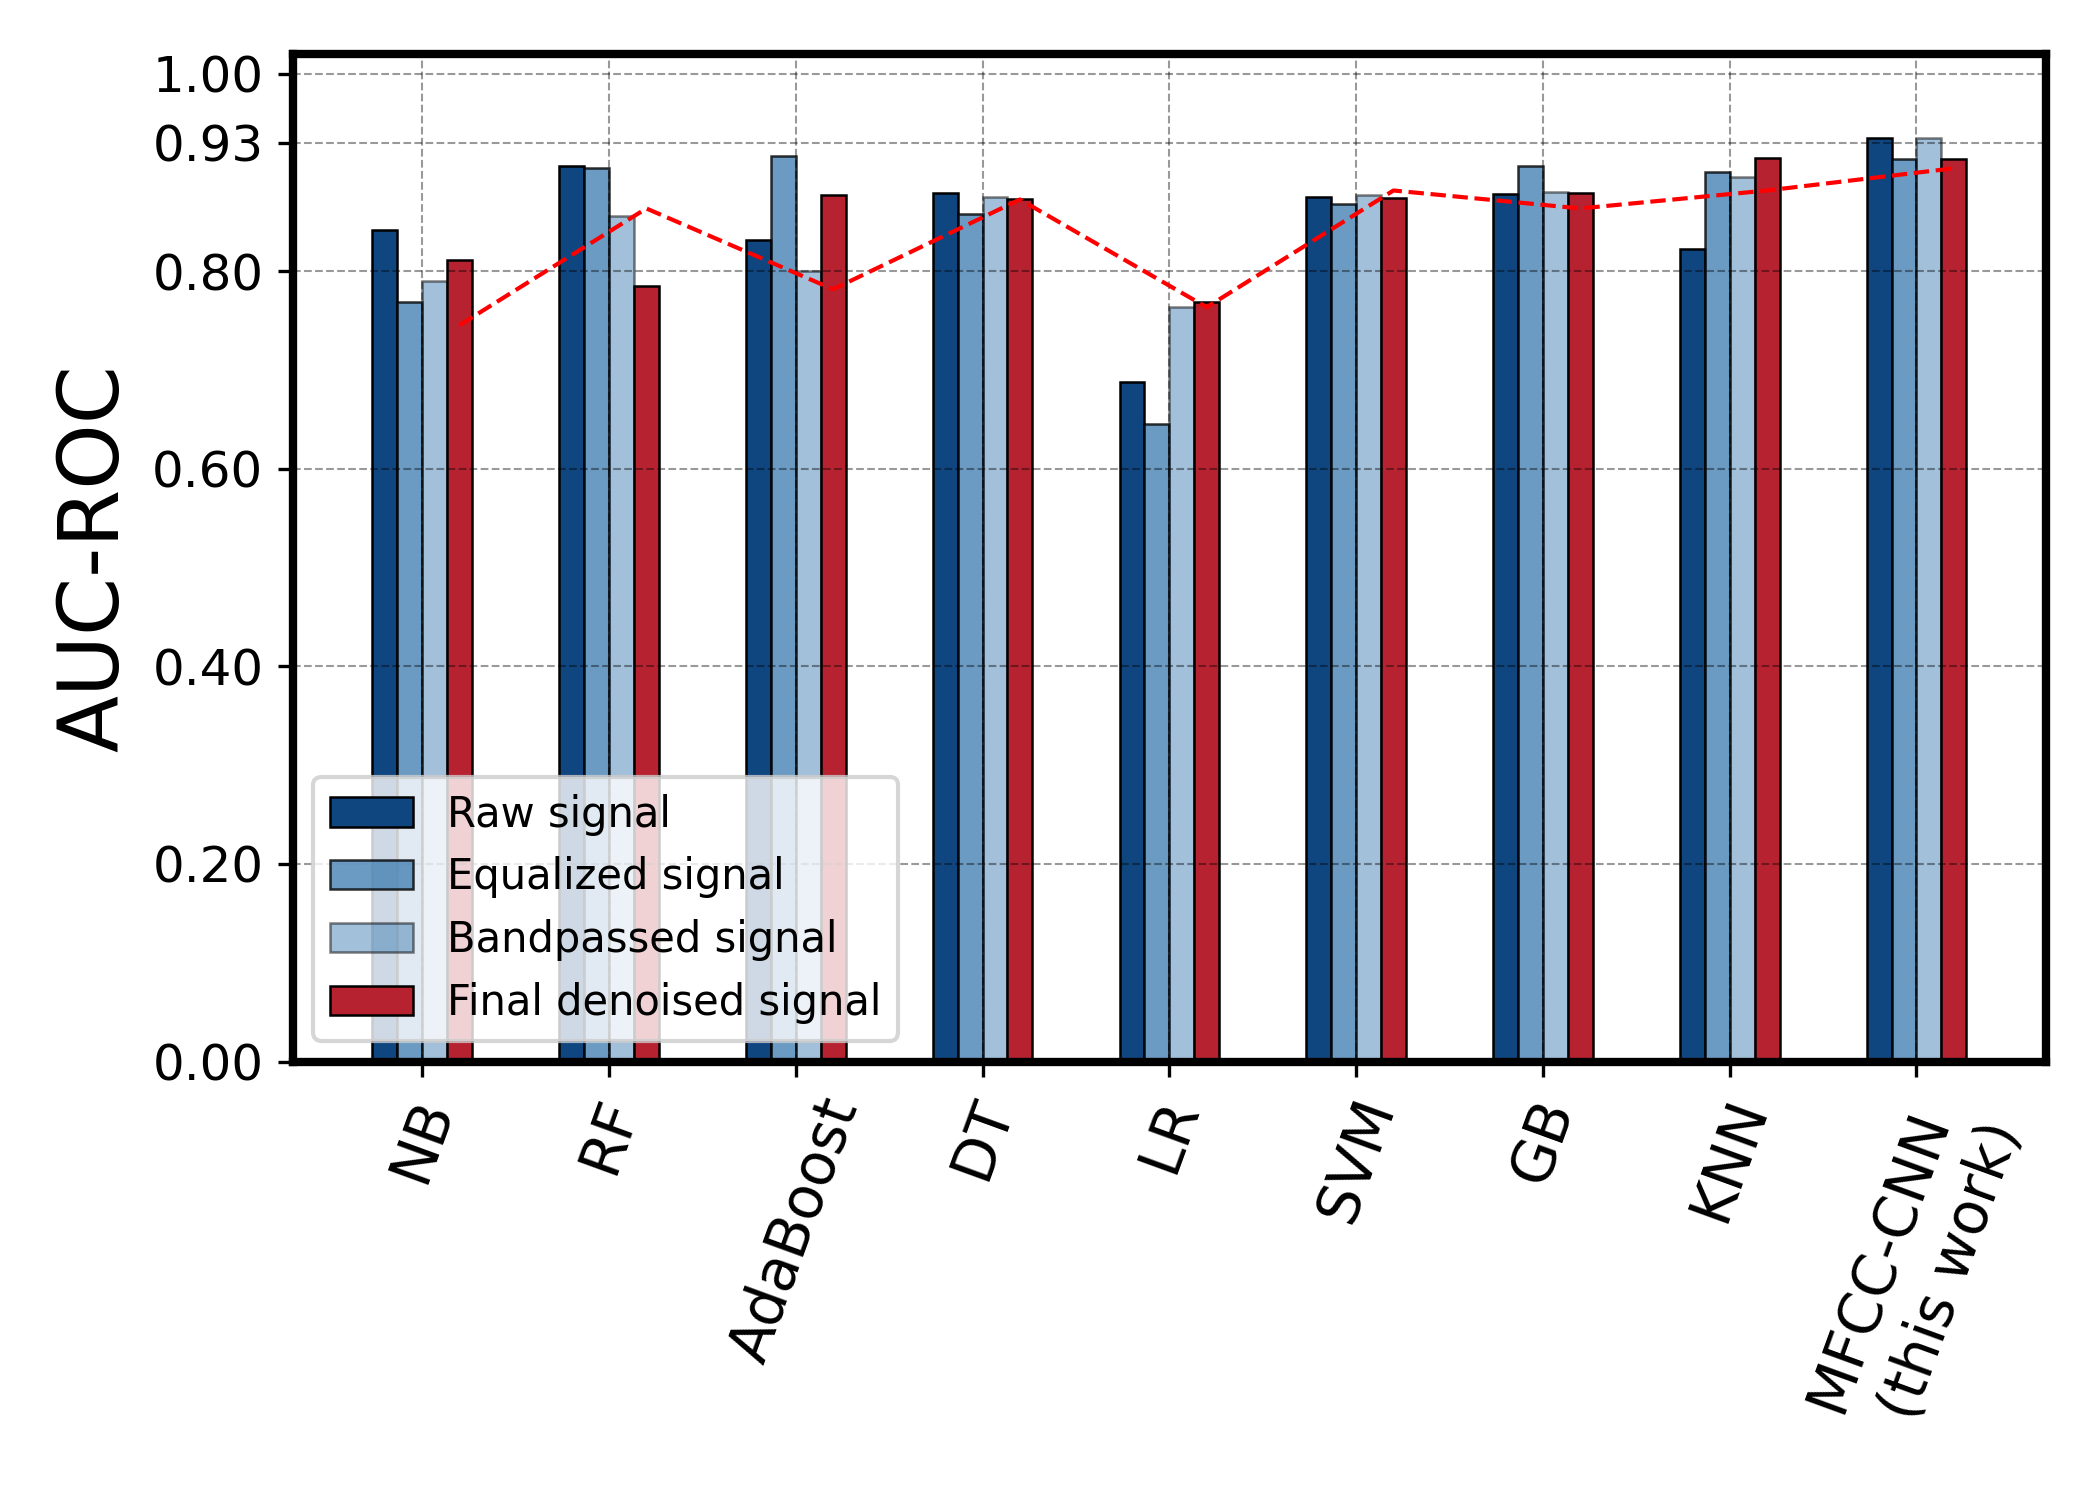 AUC-ROC
1.00
0.93
0.80
0.60
0.40
0.20
0.00
Raw signal
Equalized signal
Bandpassed signal
Final denoised signal
NB
RF
AdaBoost
DT
LR
SVM
GB
KNN
MFCC-CNN
(this work)